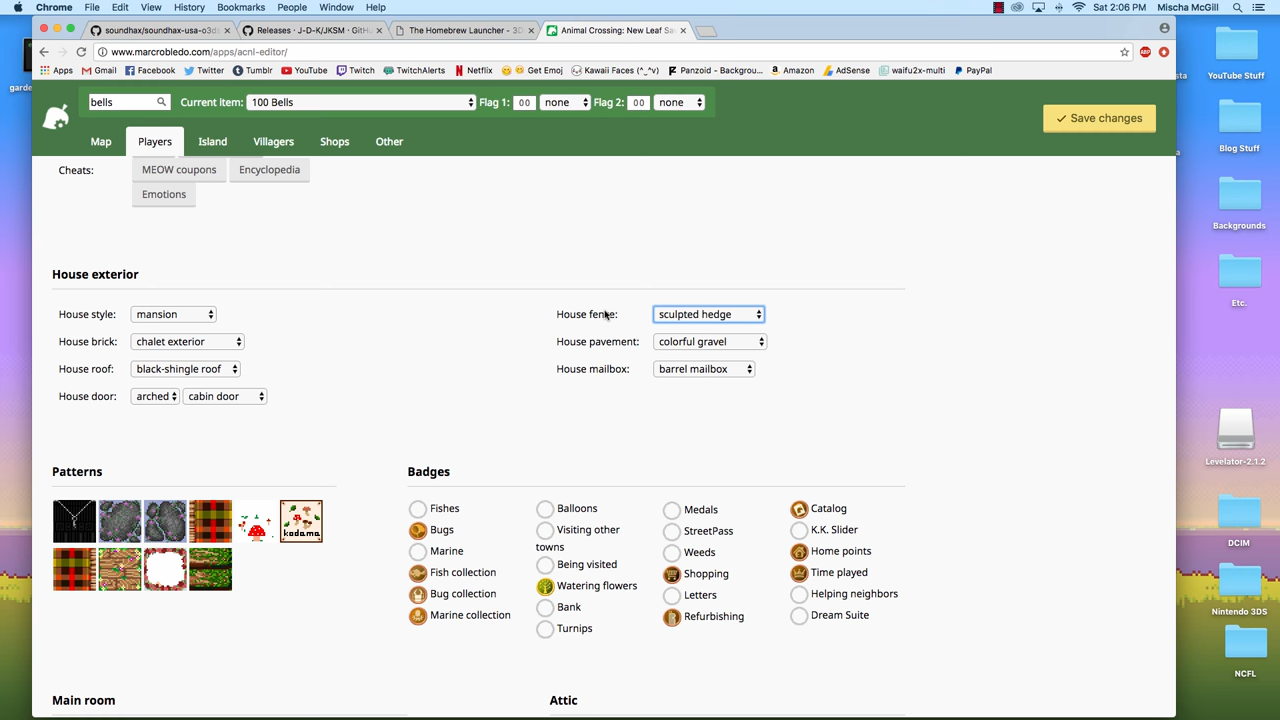 Chrome File Edit View History Bookmarks People Window Help Sat 2:06 PM Mischa McGill
soundhax/soundhax-usa-o3d Releases · J-D-K/JKSM · GitH The Homebrew Launcher - 3D Animal Crossing: New Leaf Sa
www.marcrobledo.com/apps/acnl-editor/
Apps Gmail Facebook Twitter Tumblr YouTube Twitch TwitchAlerts Netflix Get Emoj Kawaii Faces (^_^v) Panzoid - Backgrou... Amazon AdSense waifu2x-multi PayPal
bells Current item: 100 Bells Flag 1: 00 none Flag 2: 00 none
Save changes
Map Players Island Villagers Shops Other
Cheats: MEOW coupons Encyclopedia
Emotions
House exterior
House style: mansion House fence: sculpted hedge
House brick: chalet exterior House pavement: colorful gravel
House roof: black-shingle roof House mailbox: barrel mailbox
House door: arched cabin door
Patterns Badges
kodama
Fishes Balloons Medals Catalog
Bugs Visiting other towns StreetPass K.K. Slider
Marine Being visited Weeds Home points
Fish collection Watering flowers Shopping Time played
Bug collection Bank Letters Helping neighbors
Marine collection Turnips Refurbishing Dream Suite
Main room Attic
YouTube Stuff
Blog Stuff
Backgrounds
Etc.
Levelator-2.1.2
DCIM
Nintendo 3DS
NCFL
garde